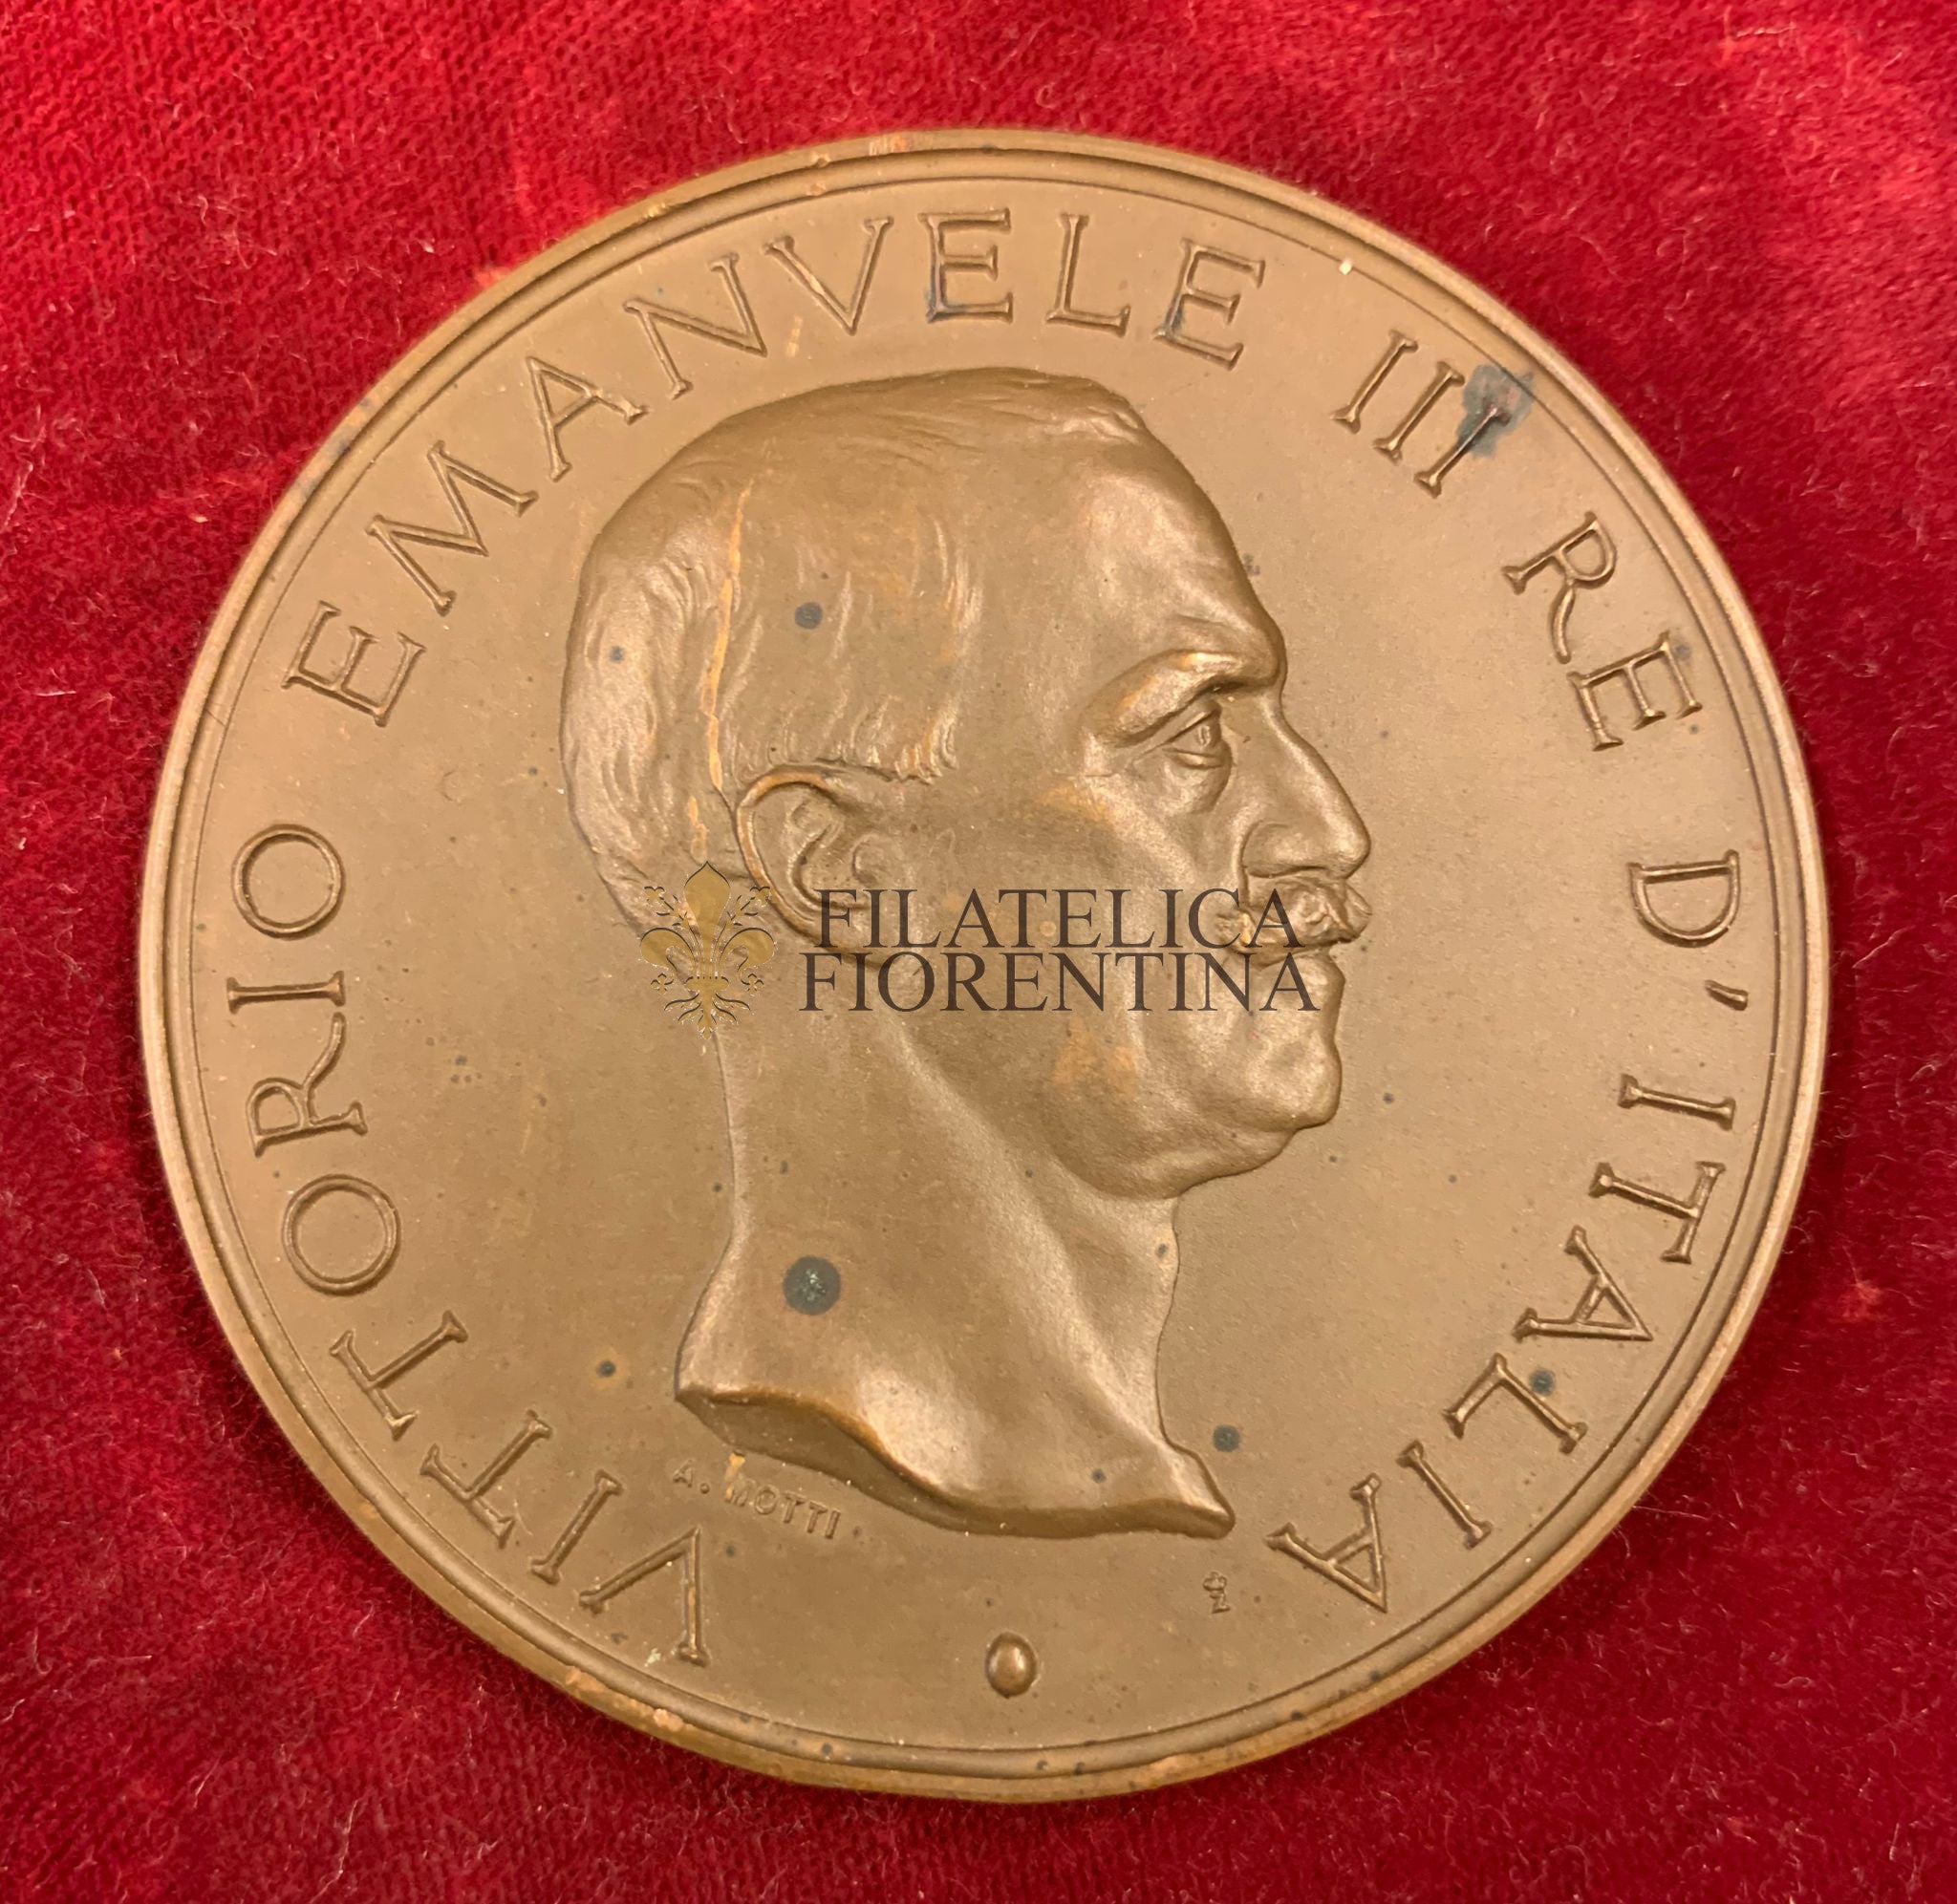 VITTORIO EMANVELE III RE D'ITALIA
FILATELICA
FIORENTINA
A. MOTTI
Z